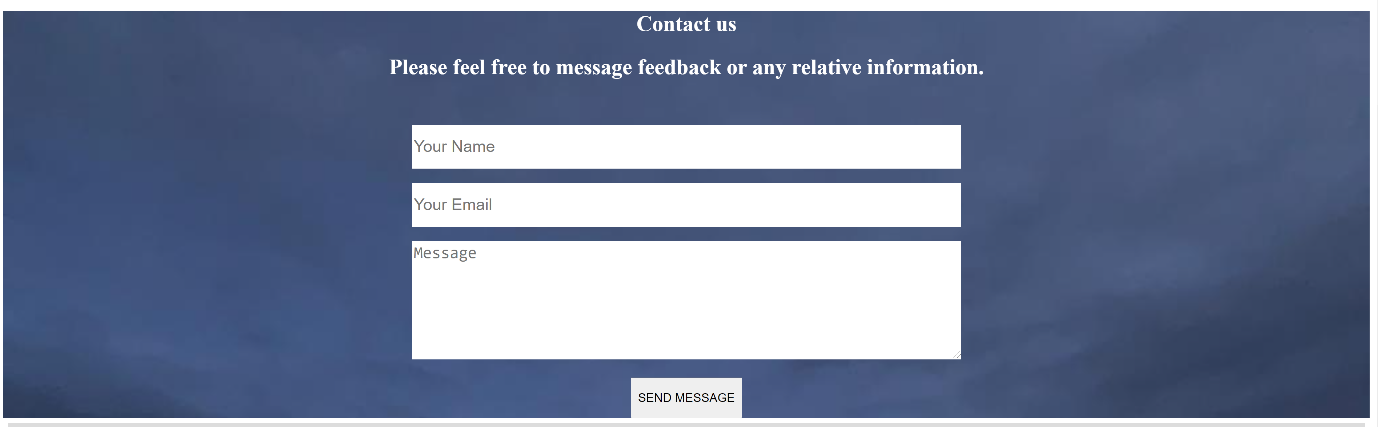 Contact us
Please feel free to message feedback or any relative information.
Your Name
Your Email
Message
SEND MESSAGE